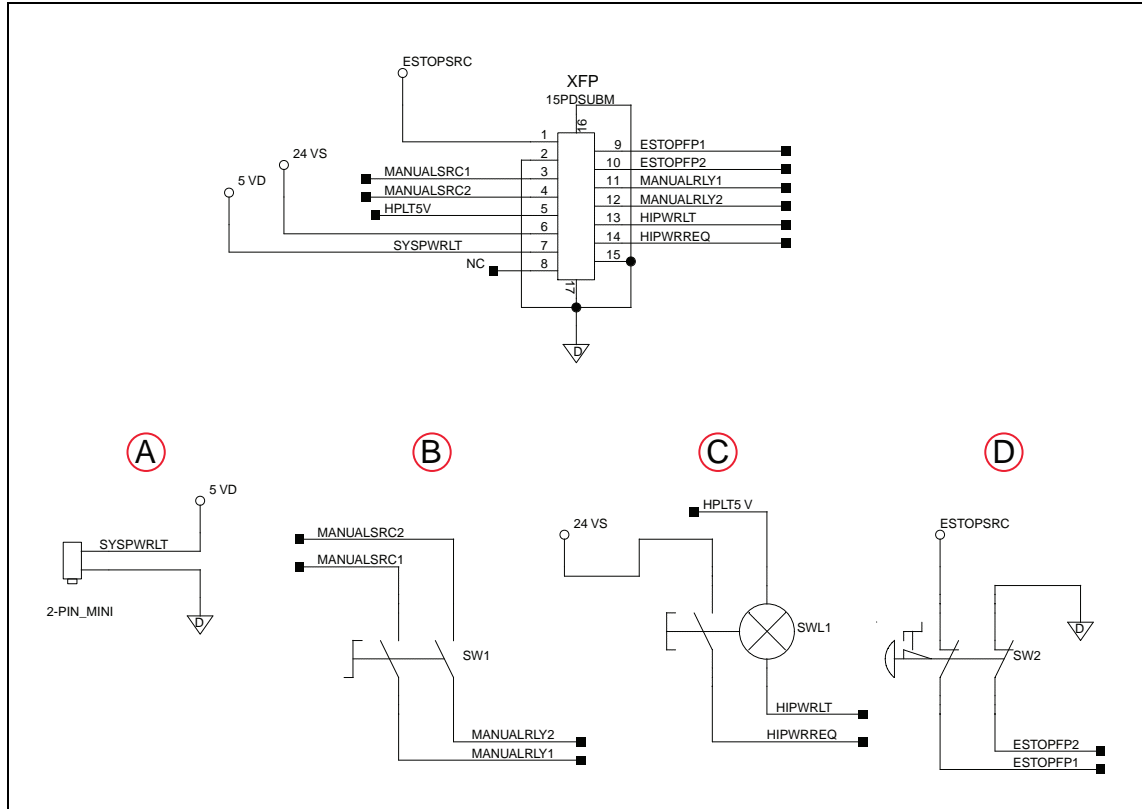 ESTOPSRC
XFP
15PDSUBM
16
1
2
3
4
5
6
7
8
9
10
11
12
13
14
15
17
24 VS
5 VD
MANUALSRC1
MANUALSRC2
HPLT5V
SYSPWRLT
NC
ESTOPFP1
ESTOPFP2
MANUALRLY1
MANUALRLY2
HIPWRLT
HIPWRREQ
D
A
5 VD
SYSPWRLT
2-PIN_MINI
D
B
MANUALSRC2
MANUALSRC1
SW1
MANUALRLY2
MANUALRLY1
C
HPLT5 V
24 VS
SWL1
HIPWRLT
HIPWRREQ
D
ESTOPSRC
D
SW2
ESTOPFP2
ESTOPFP1